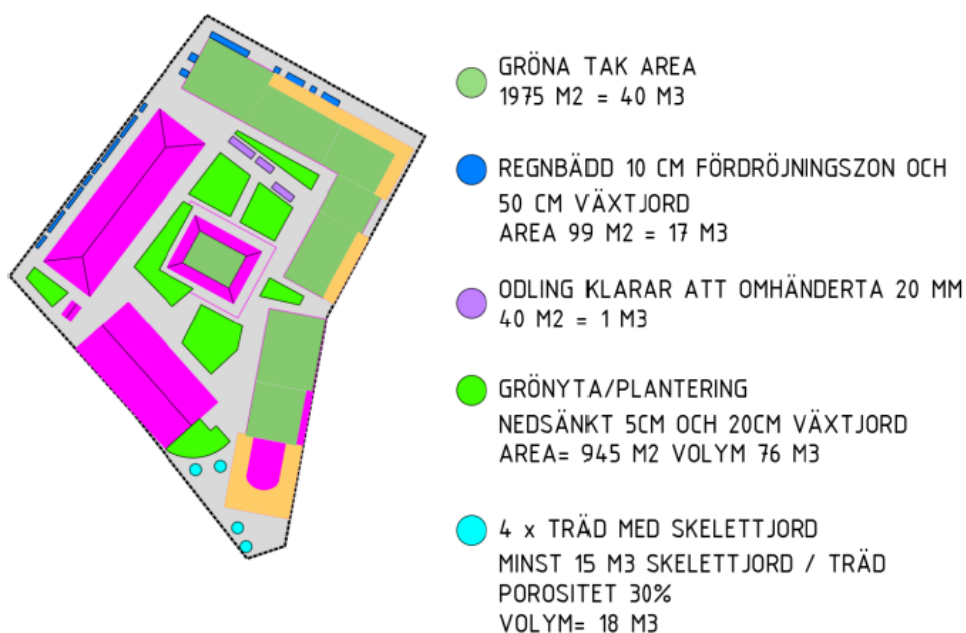 GRÖNA TAK AREA
1975 M2 = 40 M3
REGNBÄDD 10 CM FÖRDRÖJNINGSZON OCH
50 CM VÄXTJORD
AREA 99 M2 = 17 M3
ODLING KLARAR ATT OMHÄNDERTA 20 MM
40 M2 = 1 M3
GRÖNYTA/PLANTERING
NEDSÄNKT 5CM OCH 20CM VÄXTJORD
AREA= 945 M2 VOLYM 76 M3
4 x TRÄD MED SKELETTJORD
MINST 15 M3 SKELETTJORD / TRÄD
POROSITET 30%
VOLYM= 18 M3